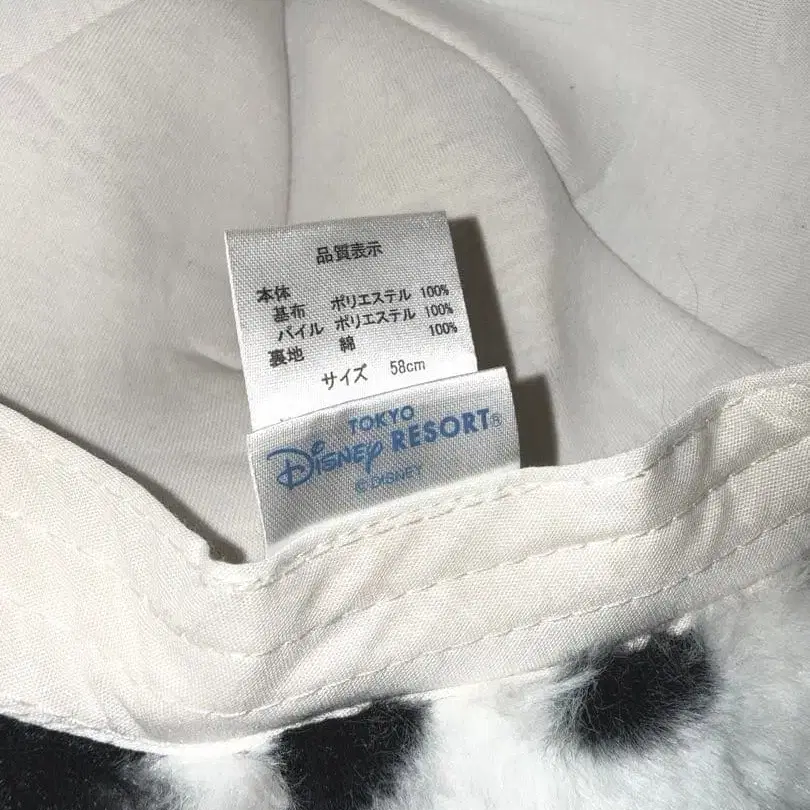 品質表示
本体
基布 ポリエステル 100%
パイル ポリエステル 100%
裏地 綿 100%
サイズ 58cm
TOKYO
Disney RESORT®
© DISNEY